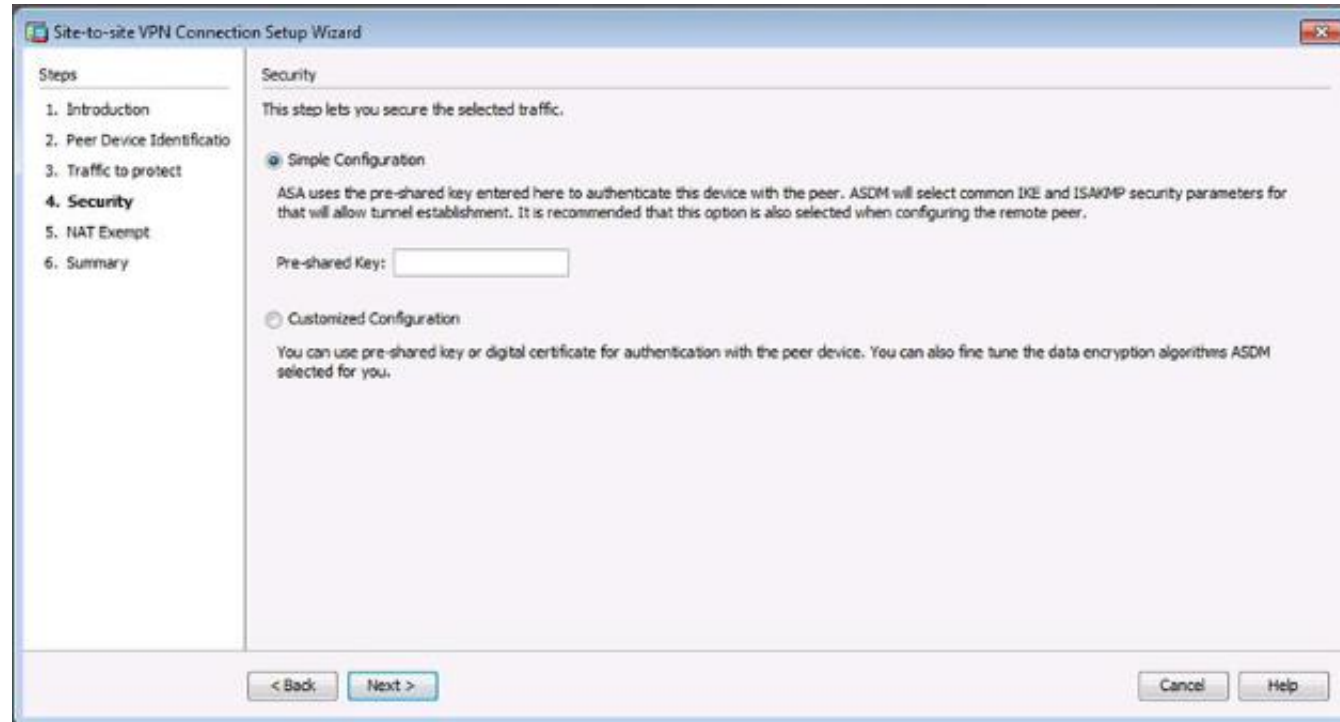 Site-to-site VPN Connection Setup Wizard
Steps
1. Introduction
2. Peer Device Identificatio
3. Traffic to protect
4. Security
5. NAT Exempt
6. Summary
Security
This step lets you secure the selected traffic.
Simple Configuration
ASA uses the pre-shared key entered here to authenticate this device with the peer. ASDM will select common IKE and ISAKMP security parameters for
that will allow tunnel establishment. It is recommended that this option is also selected when configuring the remote peer.
Pre-shared Key:
Customized Configuration
You can use pre-shared key or digital certificate for authentication with the peer device. You can also fine tune the data encryption algorithms ASDM
selected for you.
< Back
Next >
Cancel
Help